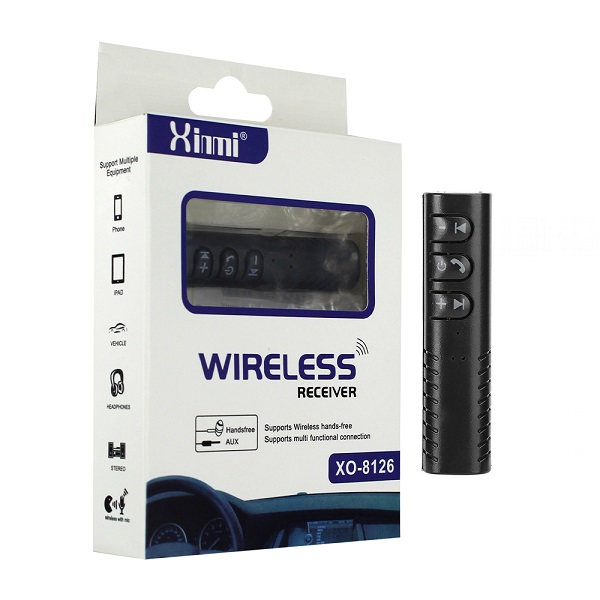 Xinmi®
Support Multiple
Equipment
Phone
iPAD
VEHICLE
HEADPHONES
STEREO
wireless with mic
WIRELESS
RECEIVER
Handsfree
AUX
Supports Wireless hands-free
Supports multi functional connection
XO-8126